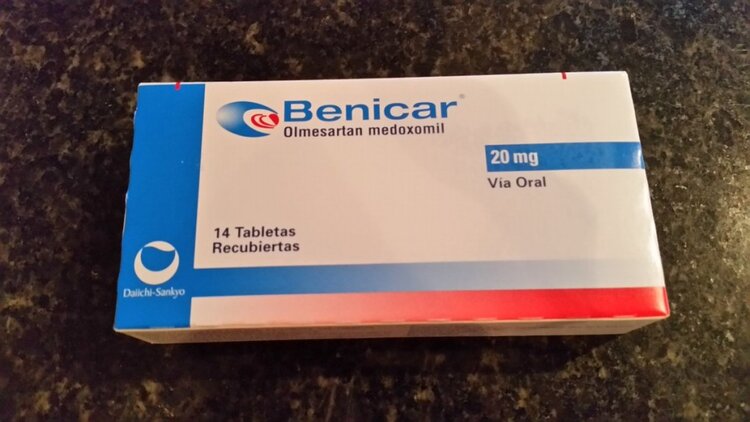 Benicar®
Olmesartan medoxomil
20 mg
Vía Oral
14 Tabletas
Recubiertas
Daiichi-Sankyo